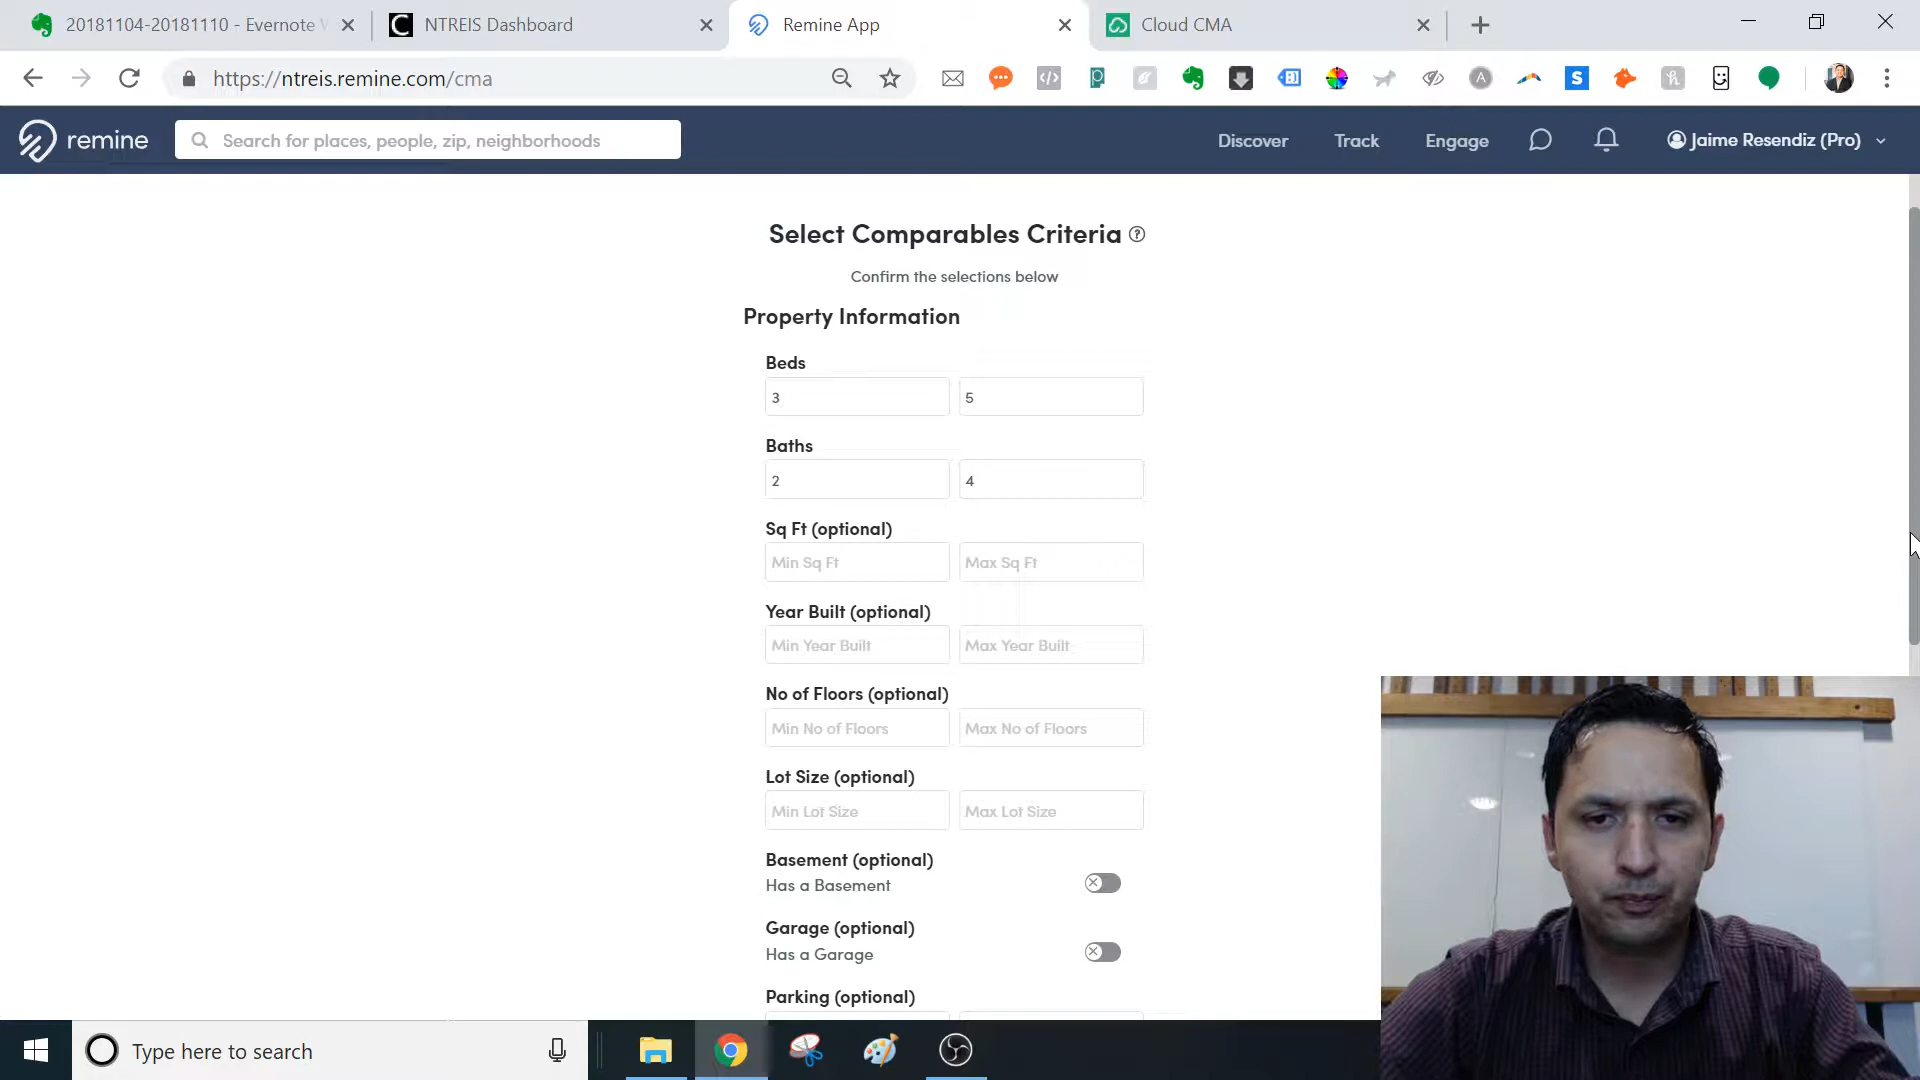 20181104-20181110 - Evernote W
NTREIS Dashboard
Remine App
Cloud CMA
https://ntreis.remine.com/cma
remine
Search for places, people, zip, neighborhoods
Discover
Track
Engage
Jaime Resendiz (Pro)
Select Comparables Criteria ?
Confirm the selections below
Property Information
Beds
3 5
Baths
2 4
Sq Ft (optional)
Min Sq Ft Max Sq Ft
Year Built (optional)
Min Year Built Max Year Built
No of Floors (optional)
Min No of Floors Max No of Floors
Lot Size (optional)
Min Lot Size Max Lot Size
Basement (optional)
Has a Basement
Garage (optional)
Has a Garage
Parking (optional)
Type here to search